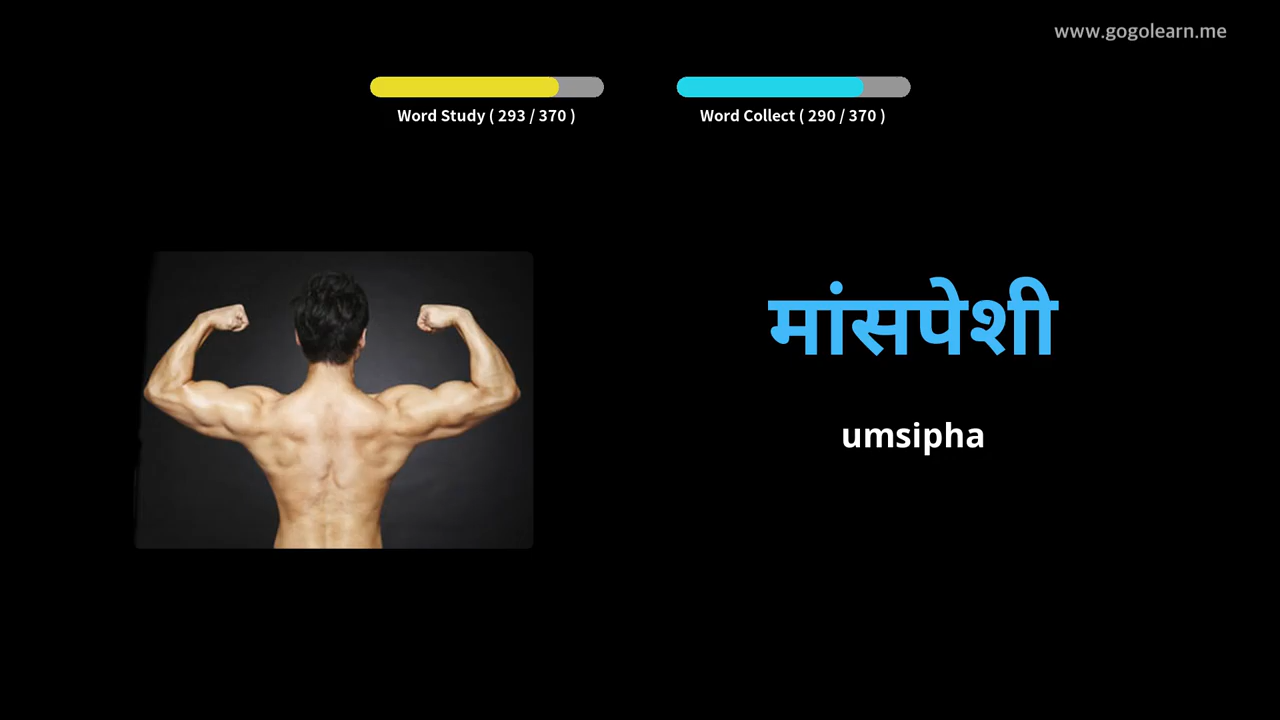 www.gogolearn.me
Word Study ( 293 / 370 )
Word Collect ( 290 / 370 )
मांसपेशी
umsipha